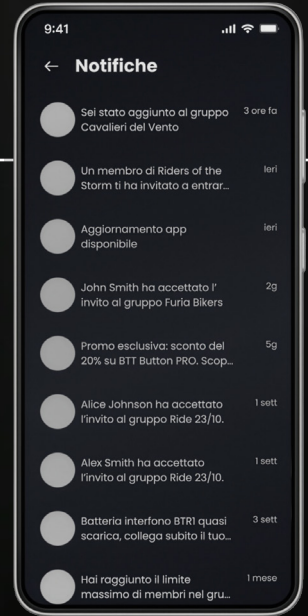 9:41
Notifiche
Sei stato aggiunto al gruppo
Cavalieri del Vento
3 ore fa
Un membro di Riders of the
Storm ti ha invitato a entrar...
Ieri
Aggiornamento app
disponibile
ieri
John Smith ha accettato l'
invito al gruppo Furia Bikers
2g
Promo esclusiva: sconto del
20% su BTT Button PRO. Scop...
5g
Alice Johnson ha accettato
l'invito al gruppo Ride 23/10.
1 sett
Alex Smith ha accettato
l'invito al gruppo Ride 23/10.
1 sett
Batteria interfono BTR1 quasi
scarica, collega subito il tuo...
3 sett
Hai raggiunto il limite
massimo di membri nel gru...
1 mese